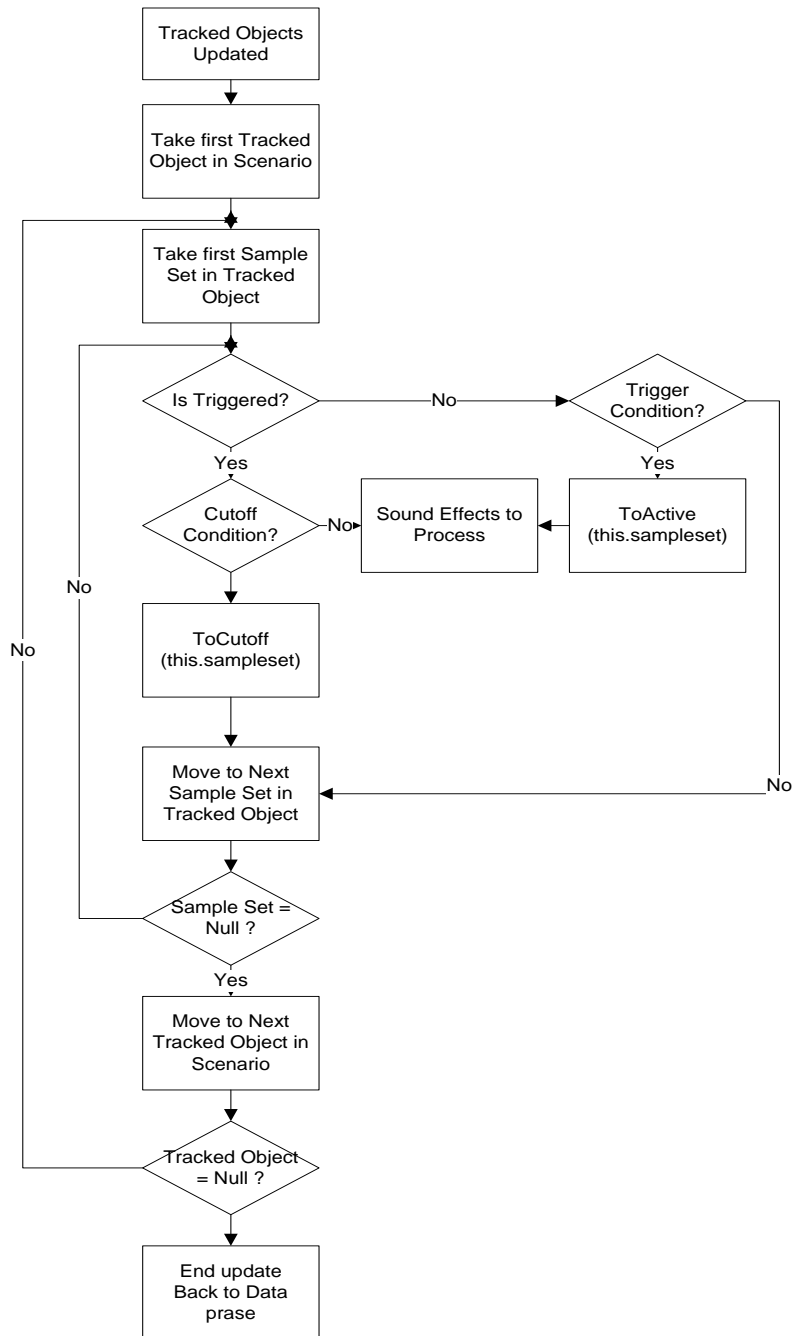 Tracked Objects
Updated
Take first Tracked
Object in Scenario
Take first Sample
Set in Tracked
Object
Is Triggered?
No
Trigger
Condition?
Yes
Yes
Cutoff
Condition?
No
Sound Effects to
Process
ToActive
(this.sampleset)
No
No
ToCutoff
(this.sampleset)
Move to Next
Sample Set in
Tracked Object
No
Sample Set =
Null ?
Yes
Move to Next
Tracked Object in
Scenario
Tracked Object
= Null ?
End update
Back to Data
prase